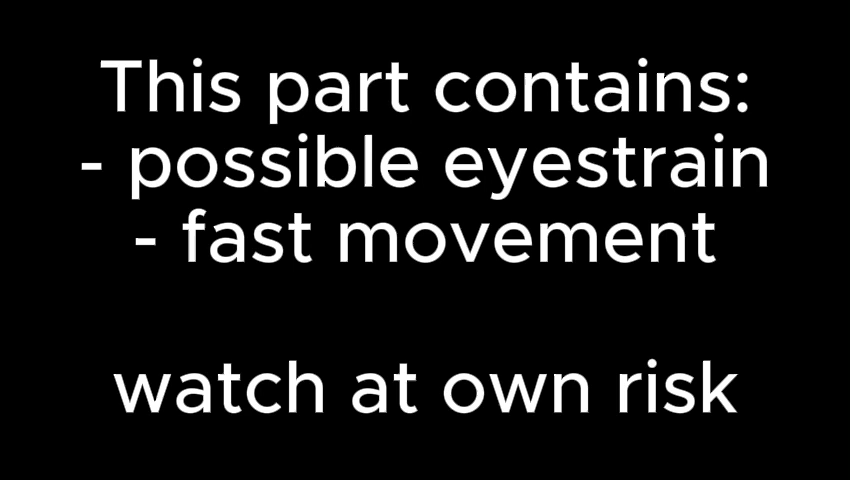 This part contains:
- possible eyestrain
- fast movement
watch at own risk